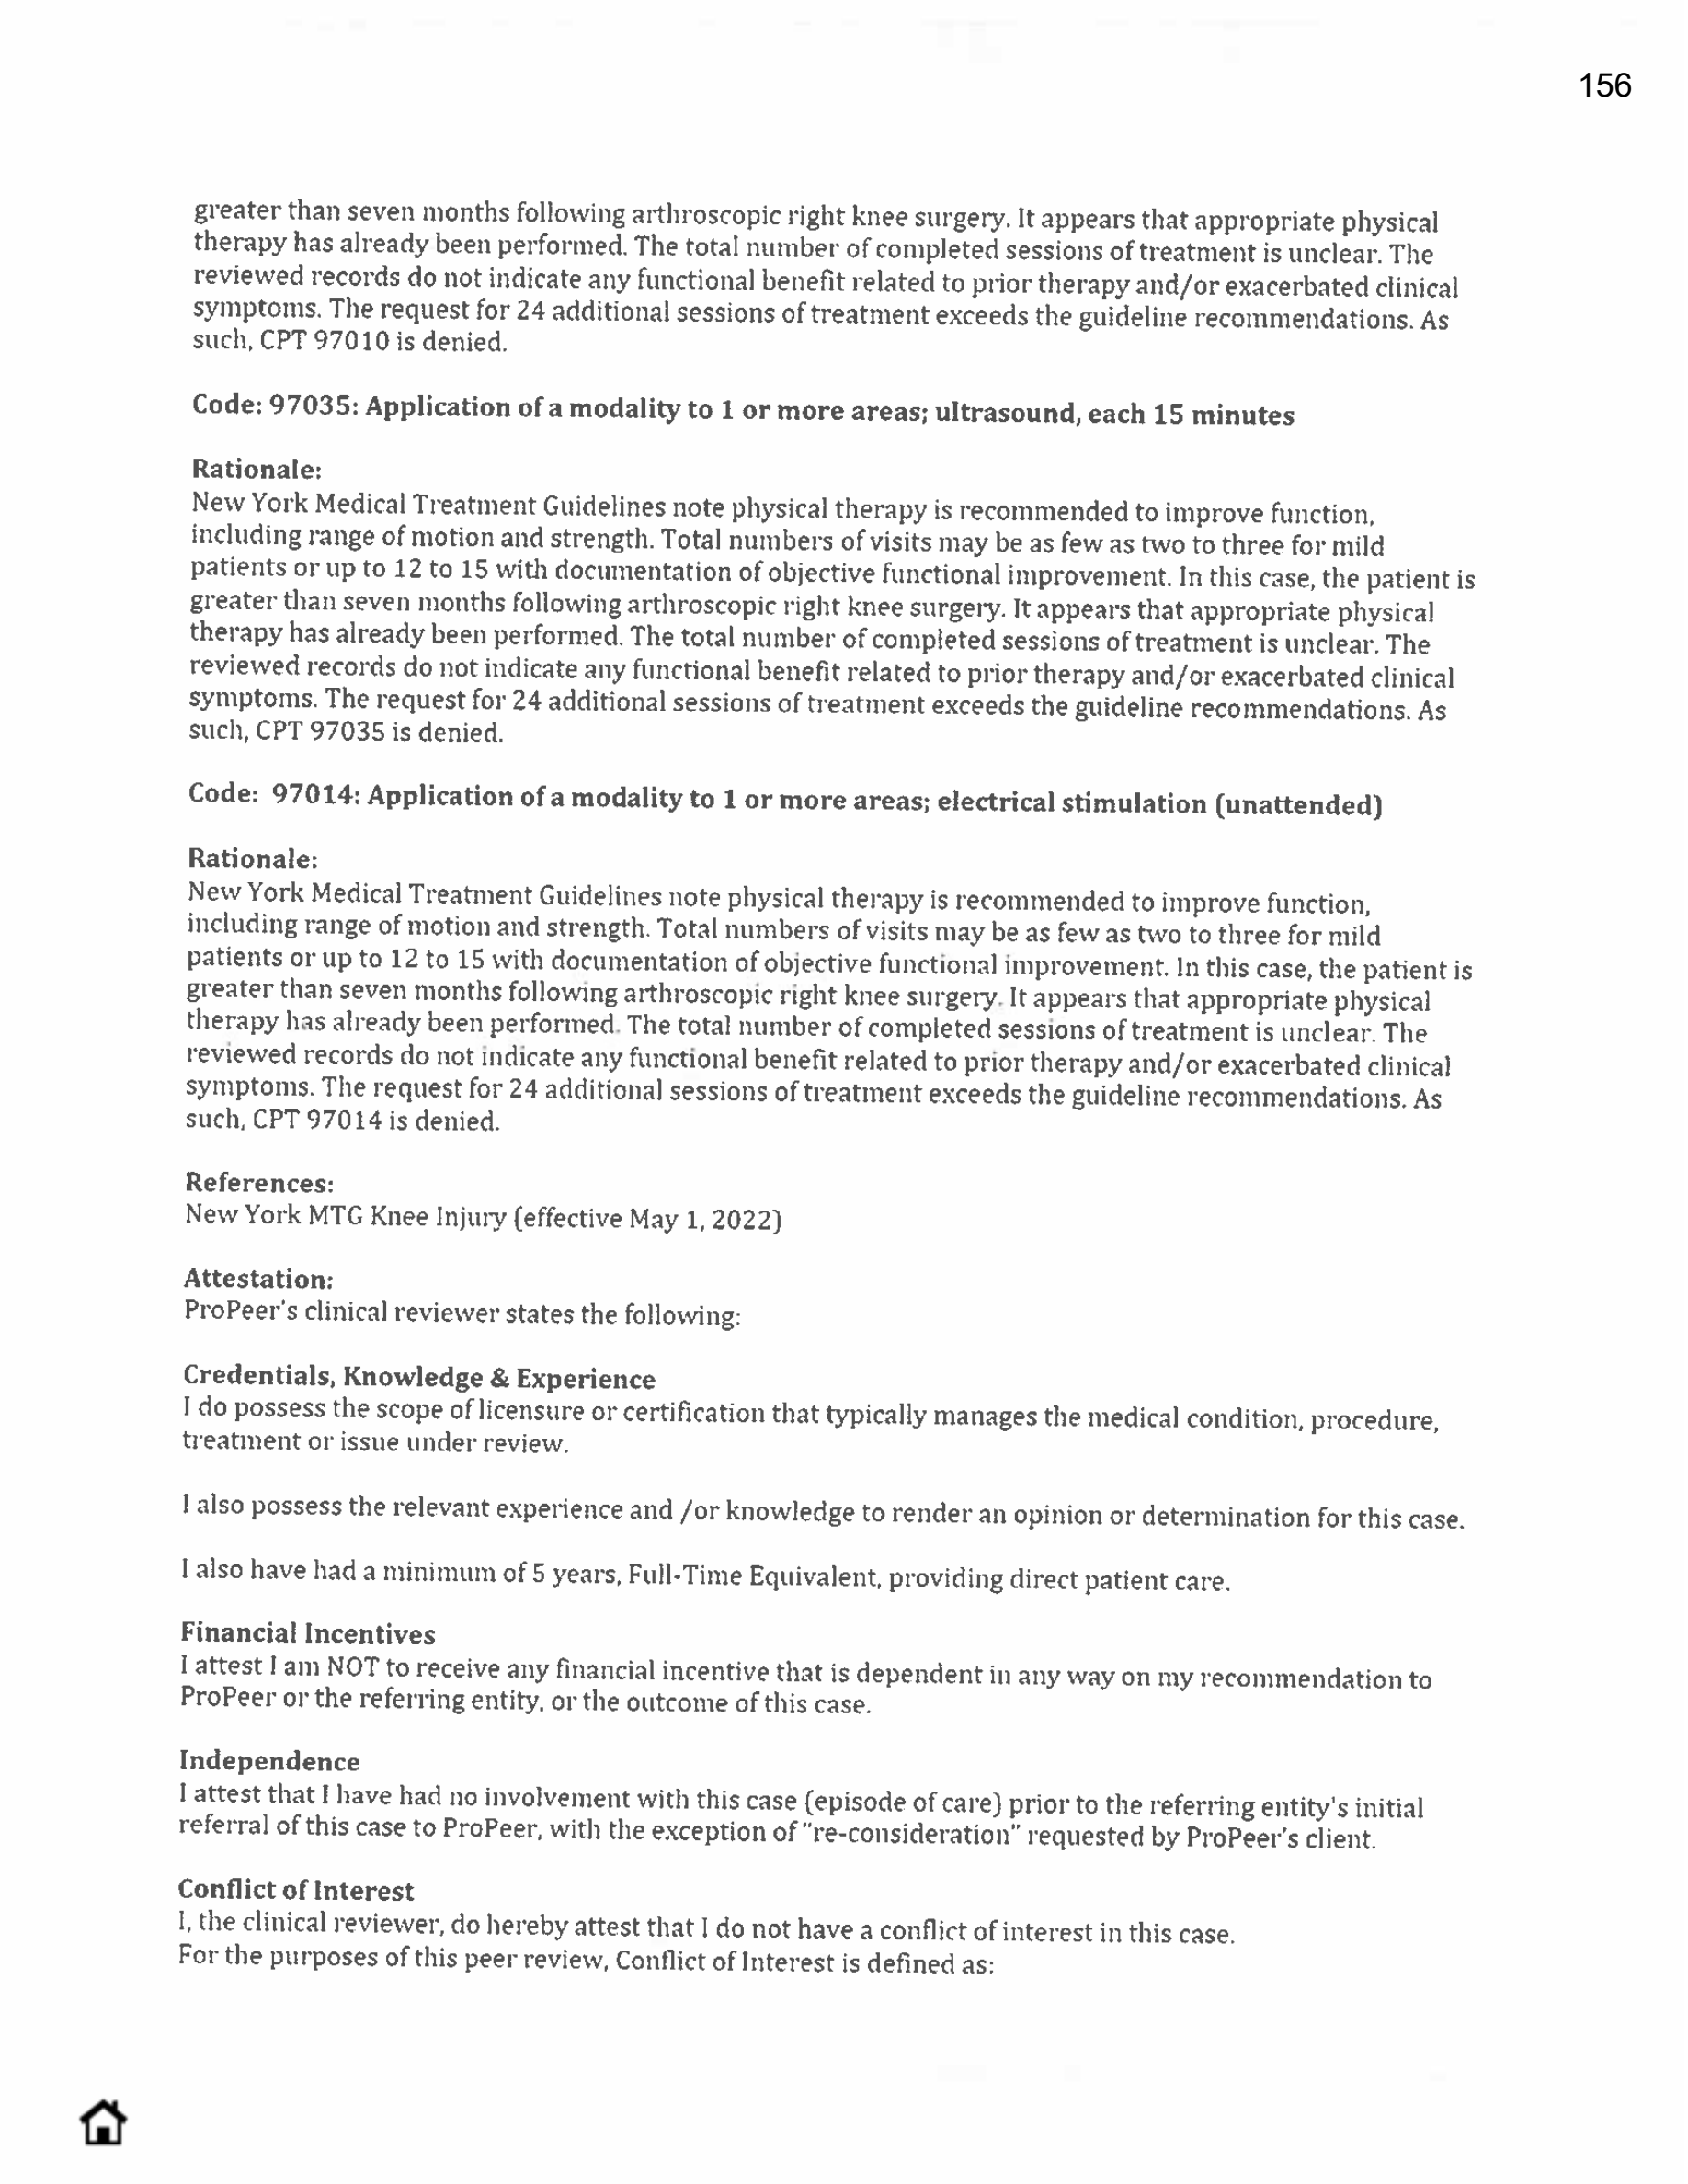 156
greater than seven months following arthroscopic right knee surgery. It appears that appropriate physical
therapy has already been performed. The total number of completed sessions of treatment is unclear. The
reviewed records do not indicate any functional benefit related to prior therapy and/or exacerbated clinical
symptoms. The request for 24 additional sessions of treatment exceeds the guideline recommendations. As
such, CPT 97010 is denied.
Code: 97035: Application of a modality to 1 or more areas; ultrasound, each 15 minutes
Rationale:
New York Medical Treatment Guidelines note physical therapy is recommended to improve function,
including range of motion and strength. Total numbers of visits may be as few as two to three for mild
patients or up to 12 to 15 with documentation of objective functional improvement. In this case, the patient is
greater than seven months following arthroscopic right knee surgery. It appears that appropriate physical
therapy has already been performed. The total number of completed sessions of treatment is unclear. The
reviewed records do not indicate any functional benefit related to prior therapy and/or exacerbated clinical
symptoms. The request for 24 additional sessions of treatment exceeds the guideline recommendations. As
such, CPT 97035 is denied.
Code:  97014: Application of a modality to 1 or more areas; electrical stimulation (unattended)
Rationale:
New York Medical Treatment Guidelines note physical therapy is recommended to improve function,
including range of motion and strength. Total numbers of visits may be as few as two to three for mild
patients or up to 12 to 15 with documentation of objective functional improvement. In this case, the patient is
greater than seven months following arthroscopic right knee surgery. It appears that appropriate physical
therapy has already been performed. The total number of completed sessions of treatment is unclear. The
reviewed records do not indicate any functional benefit related to prior therapy and/or exacerbated clinical
symptoms. The request for 24 additional sessions of treatment exceeds the guideline recommendations. As
such, CPT 97014 is denied.
References:
New York MTG Knee Injury (effective May 1, 2022)
Attestation:
ProPeer's clinical reviewer states the following:
Credentials, Knowledge & Experience
I do possess the scope of licensure or certification that typically manages the medical condition, procedure,
treatment or issue under review.
I also possess the relevant experience and /or knowledge to render an opinion or determination for this case.
I also have had a minimum of 5 years, Full-Time Equivalent, providing direct patient care.
Financial Incentives
I attest I am NOT to receive any financial incentive that is dependent in any way on my recommendation to
ProPeer or the referring entity, or the outcome of this case.
Independence
I attest that I have had no involvement with this case (episode of care) prior to the referring entity's initial
referral of this case to ProPeer, with the exception of "re-consideration" requested by ProPeer's client.
Conflict of Interest
I, the clinical reviewer, do hereby attest that I do not have a conflict of interest in this case.
For the purposes of this peer review, Conflict of Interest is defined as: